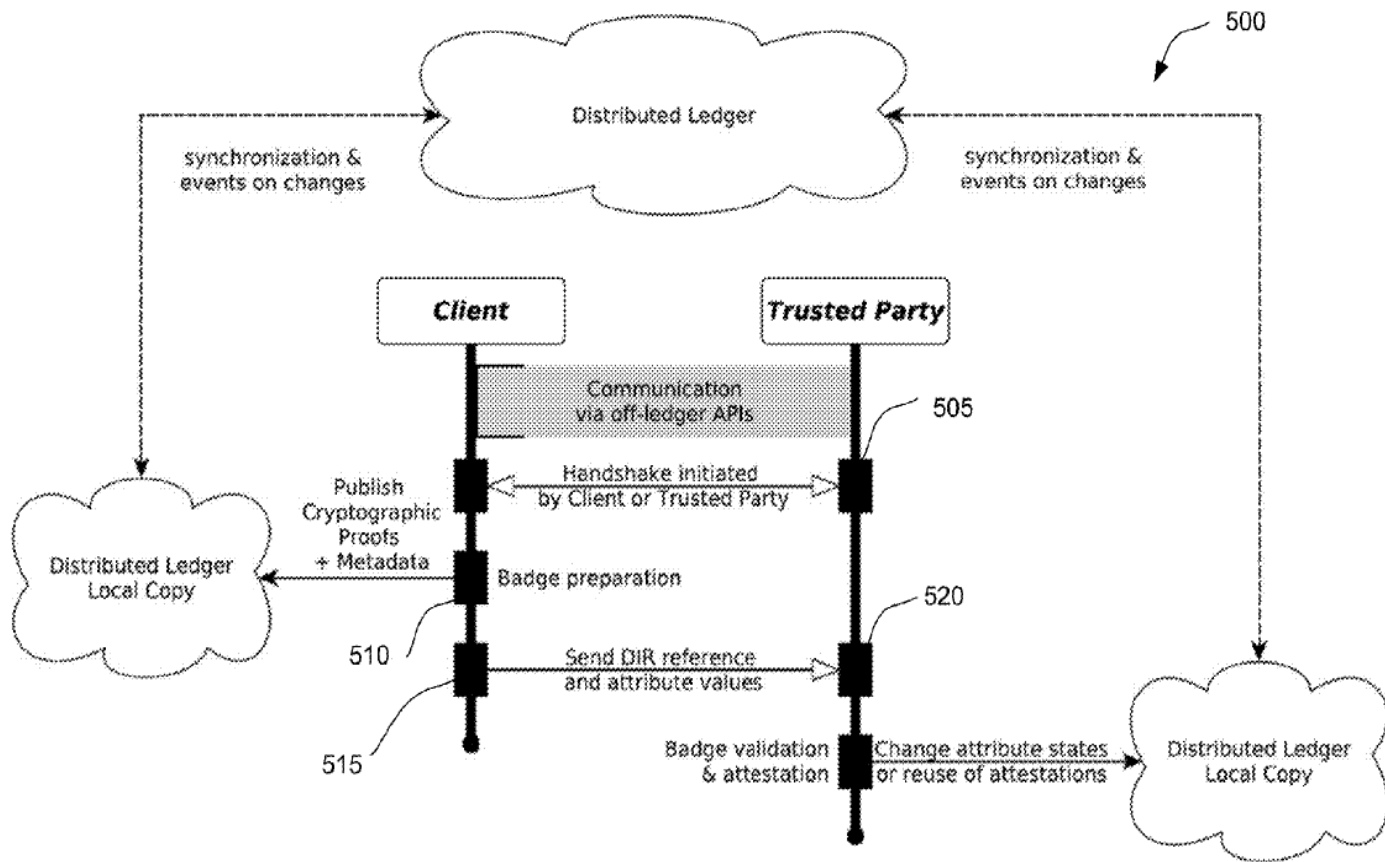 500
Distributed Ledger
synchronization &
events on changes
synchronization &
events on changes
Client
Trusted Party
Communication
via off-ledger APIs
505
Handshake initiated
by Client or Trusted Party
Publish
Cryptographic
Proofs
+ Metadata
Distributed Ledger
Local Copy
Badge preparation
510
520
Send DIR reference
and attribute values
515
Badge validation
& attestation
Change attribute states
or reuse of attestations
Distributed Ledger
Local Copy